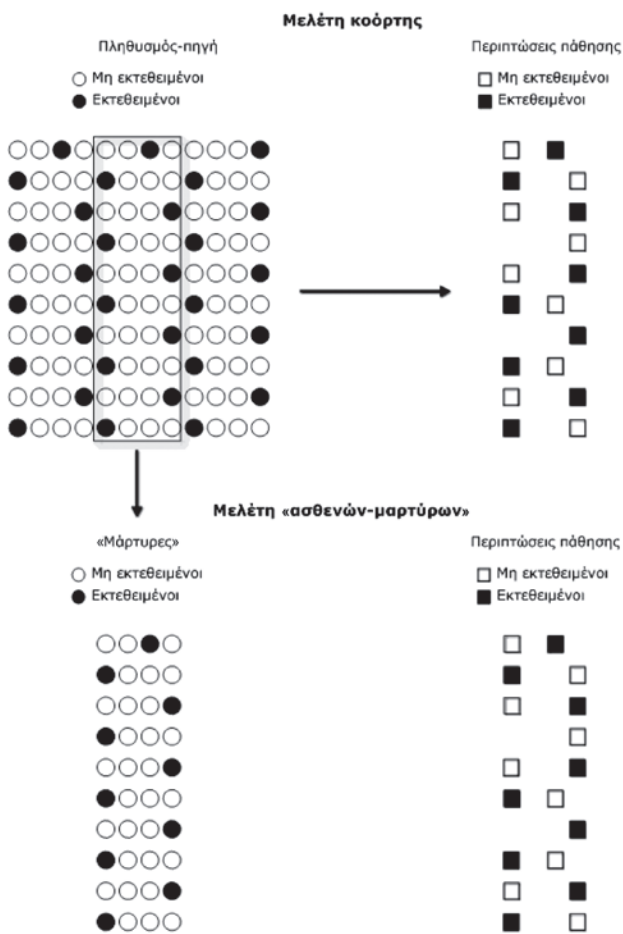 Μελέτη κοόρτης
Πληθυσμός-πηγή
Περιπτώσεις πάθησης
Μη εκτεθειμένοι
Μη εκτεθειμένοι
Εκτεθειμένοι
Εκτεθειμένοι
Μελέτη «ασθενών-μαρτύρων»
«Μάρτυρες»
Περιπτώσεις πάθησης
Μη εκτεθειμένοι
Μη εκτεθειμένοι
Εκτεθειμένοι
Εκτεθειμένοι